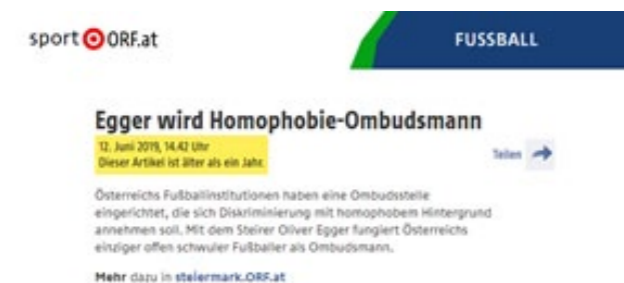 sport ORF.at
FUSSBALL
Egger wird Homophobie-Ombudsmann
12. Juni 2019, 14.42 Uhr
Dieser Artikel ist älter als ein Jahr.
Teilen
Österreichs Fußballinstitutionen haben eine Ombudsstelle
eingerichtet, die sich Diskriminierung mit homophobem Hintergrund
annehmen soll. Mit dem Steirer Oliver Egger fungiert Österreichs
einziger offen schwuler Fußballer als Ombudsmann.
Mehr dazu in steiermark.ORF.at